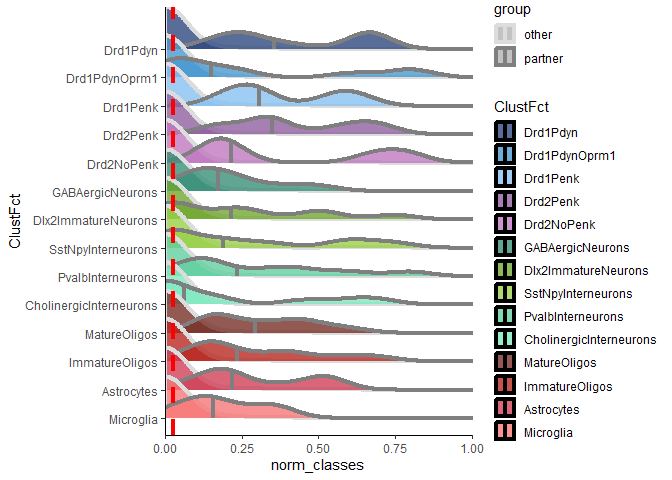 ClustFct
Drd1Pdyn
Drd1PdynOprm1
Drd1Penk
Drd2Penk
Drd2NoPenk
GABAergicNeurons
Dlx2ImmatureNeurons
SstNpyInterneurons
PvalbInterneurons
CholinergicInterneurons
MatureOligos
ImmatureOligos
Astrocytes
Microglia
0.00 0.25 0.50 0.75 1.00
norm_classes
group
other
partner
ClustFct
Drd1Pdyn
Drd1PdynOprm1
Drd1Penk
Drd2Penk
Drd2NoPenk
GABAergicNeurons
Dlx2ImmatureNeurons
SstNpyInterneurons
PvalbInterneurons
CholinergicInterneurons
MatureOligos
ImmatureOligos
Astrocytes
Microglia